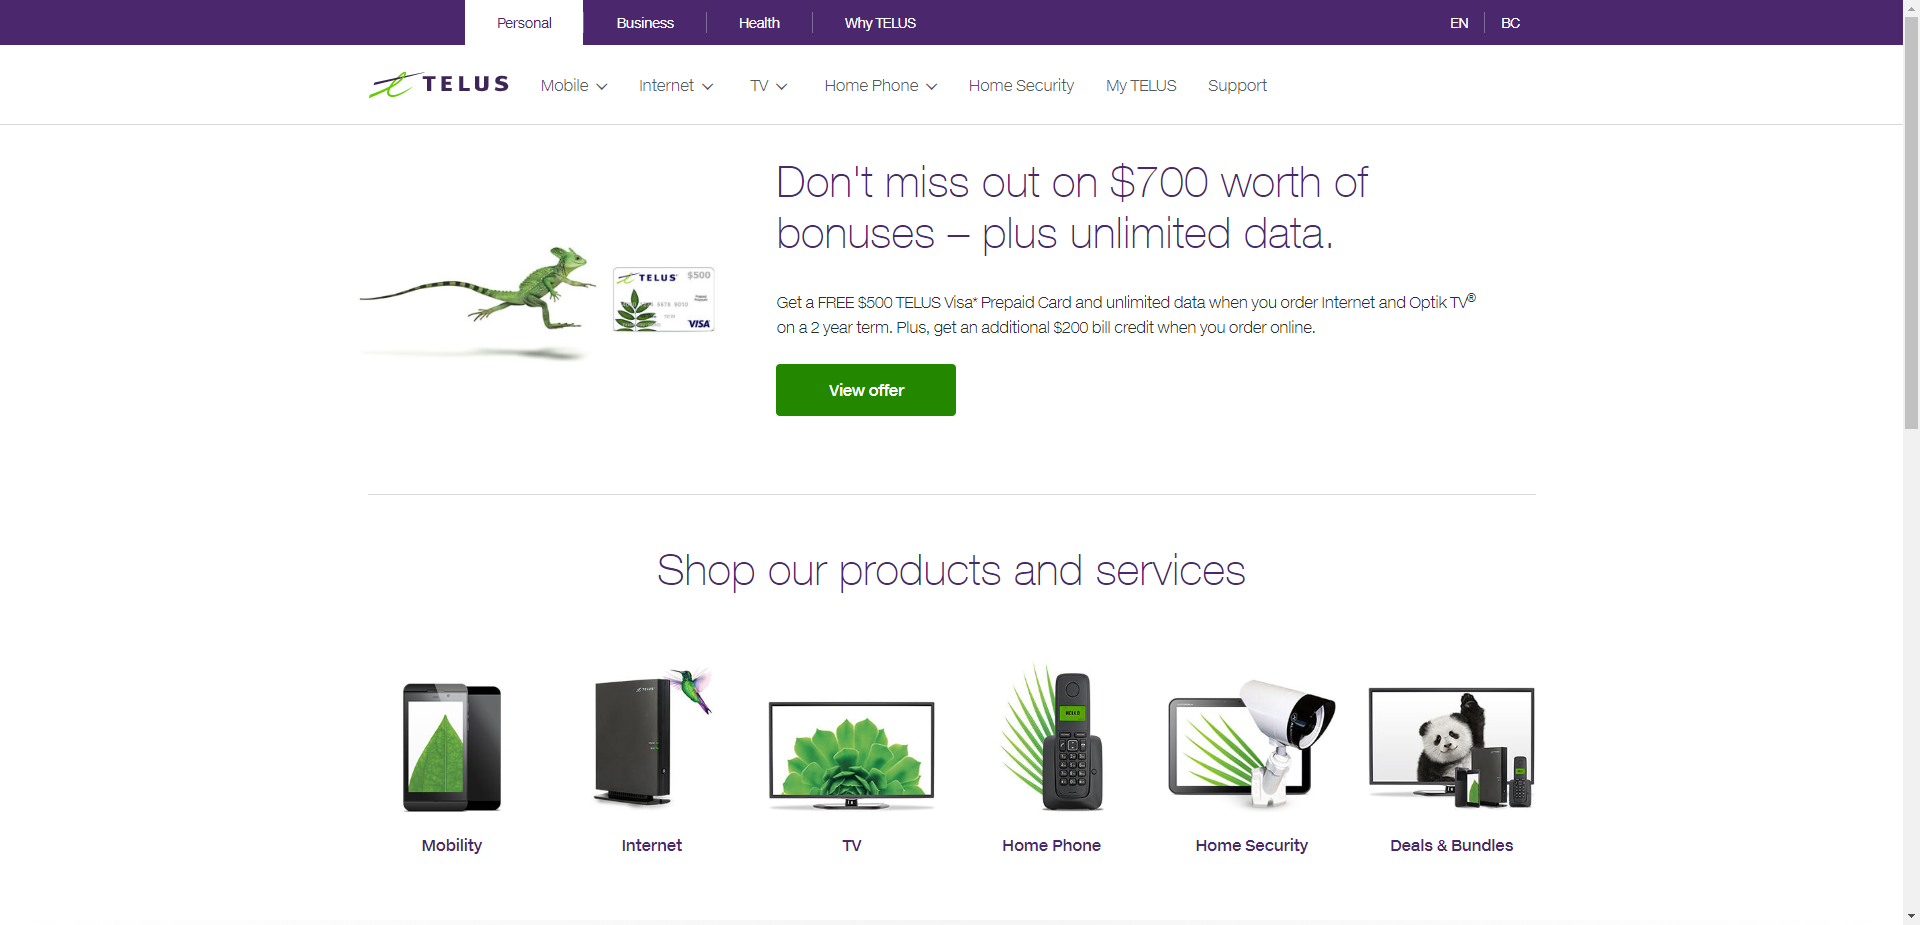 Personal
Business
Health
Why TELUS
EN
BC
TELUS
Mobile
Internet
TV
Home Phone
Home Security
My TELUS
Support
Don't miss out on $700 worth of
bonuses – plus unlimited data.
TELUS
$500
VISA
Get a FREE $500 TELUS Visa* Prepaid Card and unlimited data when you order Internet and Optik TV®
on a 2 year term. Plus, get an additional $200 bill credit when you order online.
View offer
Shop our products and services
TELUS
HELLO
Mobility
Internet
TV
Home Phone
Home Security
Deals & Bundles